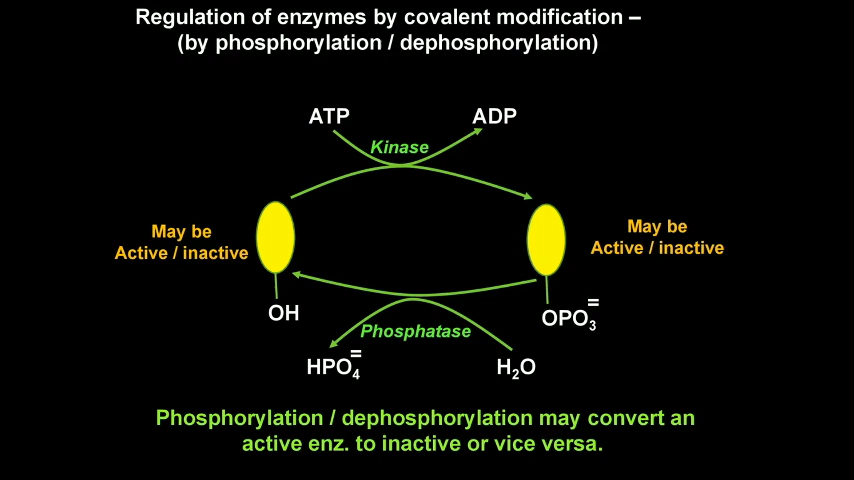 Regulation of enzymes by covalent modification –
(by phosphorylation / dephosphorylation)
ATP
ADP
Kinase
May be
Active / inactive
May be
Active / inactive
OH
OPO3=
Phosphatase
HPO4=
H2O
Phosphorylation / dephosphorylation may convert an
active enz. to inactive or vice versa.